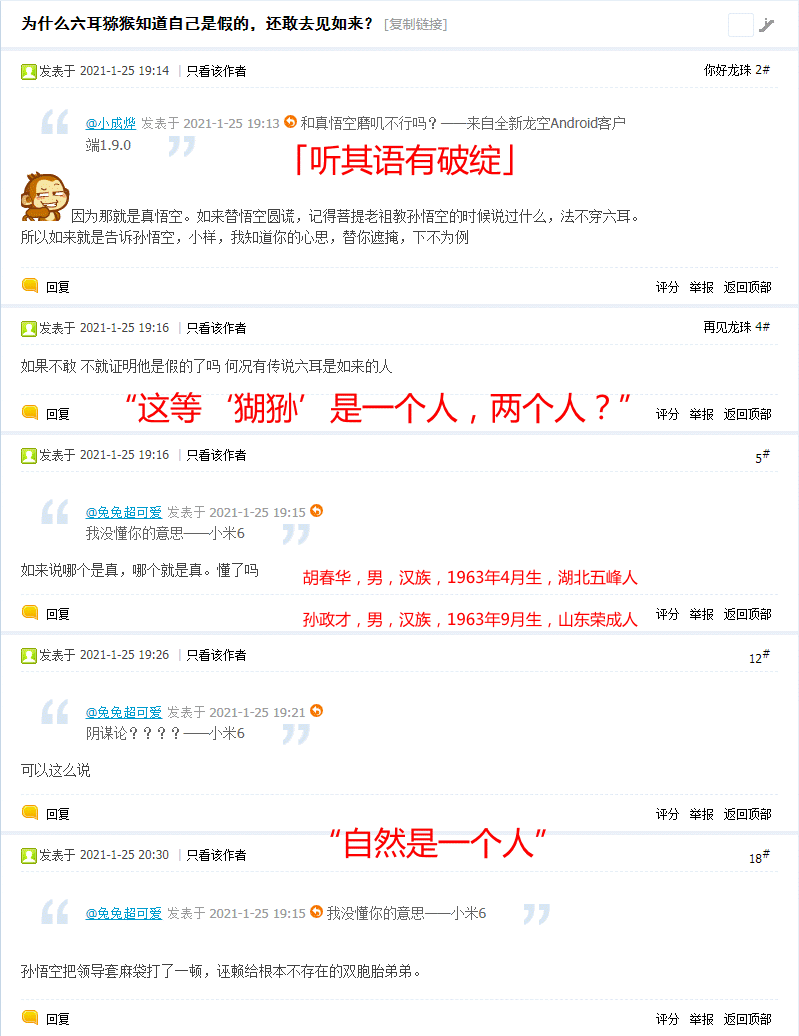 为什么六耳猕猴知道自己是假的，还敢去见如来？ [复制链接]
发表于 2021-1-25 19:14 | 只看该作者 你好龙珠 2#
@小成烨 发表于 2021-1-25 19:13 和真悟空磨叽不行吗？——来自全新龙空Android客户
端1.9.0
「听其语有破绽」
因为那就是真悟空。如来替悟空圆谎，记得菩提老祖教孙悟空的时候说过什么，法不穿六耳。
所以如来就是告诉孙悟空，小样，我知道你的心思，替你遮掩，下不为例
回复 评分 举报 返回顶部
发表于 2021-1-25 19:16 | 只看该作者 再见龙珠 4#
如果不敢 不就证明他是假的了吗 何况有传说六耳是如来的人
“这等‘猢狲’是一个人，两个人？”
回复 评分 举报 返回顶部
发表于 2021-1-25 19:16 | 只看该作者 5#
@兔兔超可爱 发表于 2021-1-25 19:15
我没懂你的意思——小米6
如来说哪个是真，哪个就是真。懂了吗
胡春华，男，汉族，1963年4月生，湖北五峰人
孙政才，男，汉族，1963年9月生，山东荣成人
回复 评分 举报 返回顶部
发表于 2021-1-25 19:26 | 只看该作者 12#
@兔兔超可爱 发表于 2021-1-25 19:21
阴谋论？？？？——小米6
可以这么说
回复 评分 举报 返回顶部
“自然是一个人”
发表于 2021-1-25 20:30 | 只看该作者 18#
@兔兔超可爱 发表于 2021-1-25 19:15 我没懂你的意思——小米6
孙悟空把领导套麻袋打了一顿，诬赖给根本不存在的双胞胎弟弟。
回复 评分 举报 返回顶部